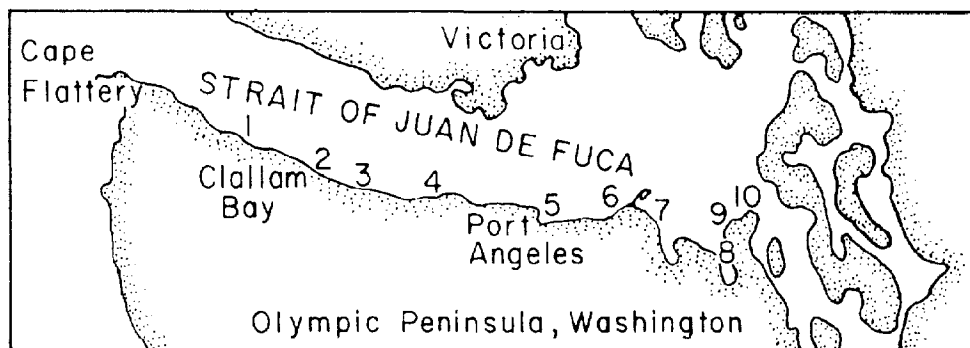 Cape
Flattery
Victoria
STRAIT OF JUAN DE FUCA
1
2
3
4
5
6
7
8
9
10
Clallam
Bay
Port
Angeles
Olympic Peninsula, Washington